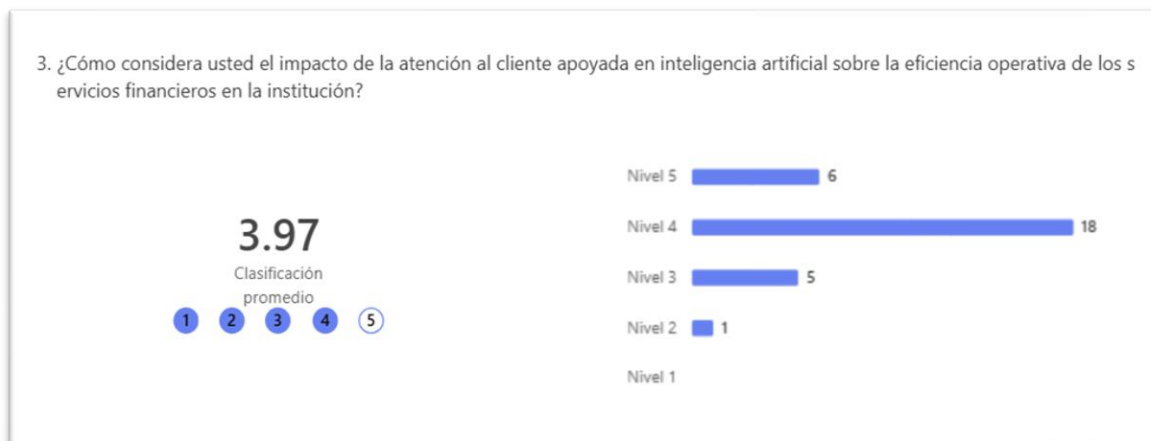 3. ¿Cómo considera usted el impacto de la atención al cliente apoyada en inteligencia artificial sobre la eficiencia operativa de los s
ervicios financieros en la institución?
3.97
Clasificación
promedio
1 2 3 4 5
Nivel 5 6
Nivel 4 18
Nivel 3 5
Nivel 2 1
Nivel 1